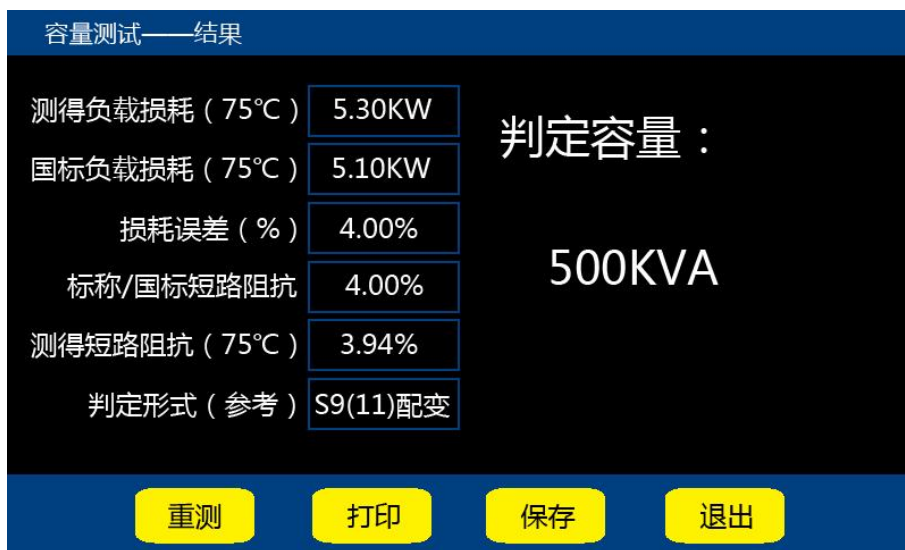 容量测试——结果
测得负载损耗（75℃） 5.30KW
国标负载损耗（75℃） 5.10KW
损耗误差（%） 4.00%
标称/国标短路阻抗 4.00%
测得短路阻抗（75℃） 3.94%
判定形式（参考） S9(11)配变
判定容量：
500KVA
重测 打印 保存 退出